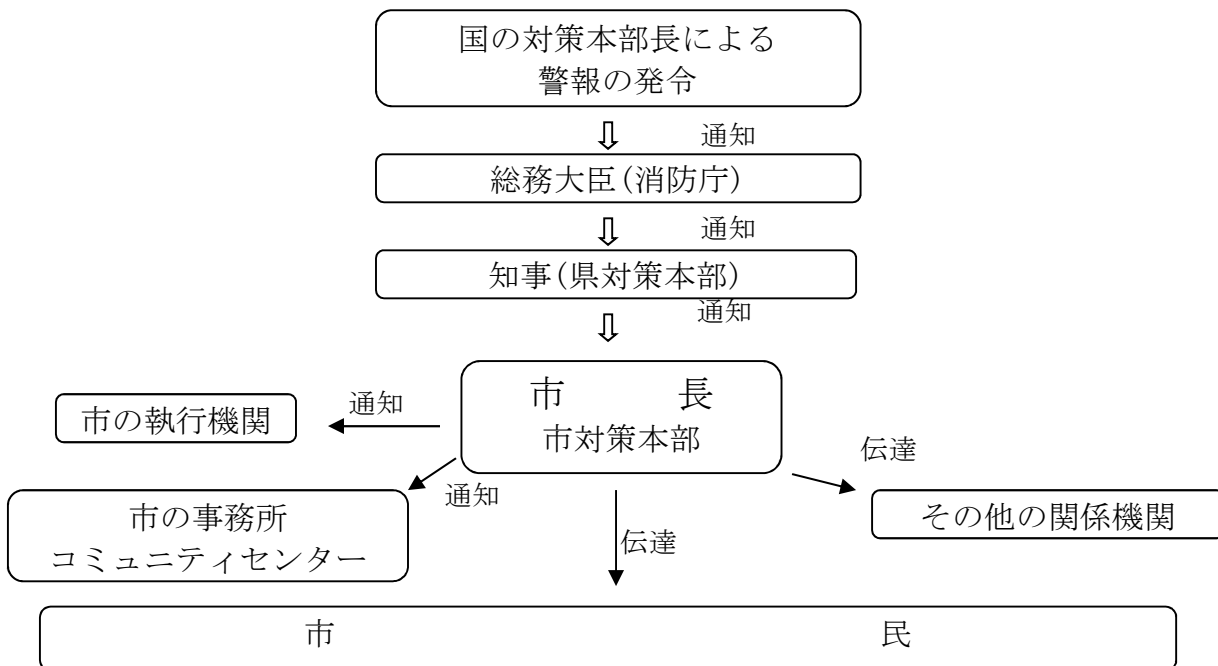 国の対策本部長による
警報の発令
通知
総務大臣(消防庁)
通知
知事(県対策本部)
通知
市　　　長
市対策本部
通知
市の執行機関
伝達
通知
市の事務所
コミュニティセンター
その他の関係機関
伝達
市　　　民